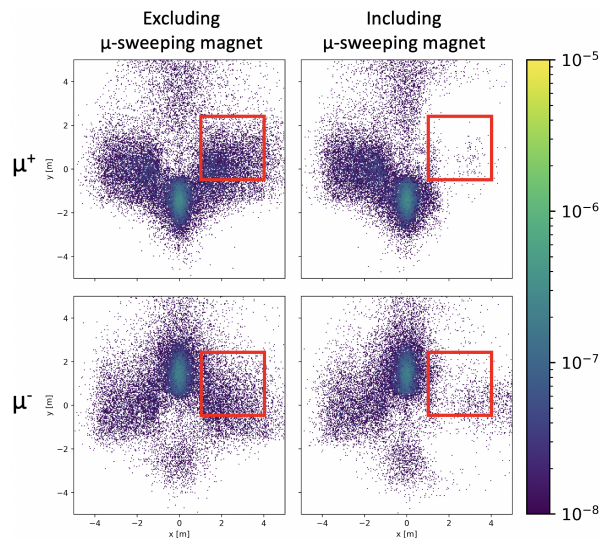 Excluding
μ-sweeping magnet
Including
μ-sweeping magnet
μ⁺
y [m]
4
2
0
−2
−4
μ⁻
y [m]
4
2
0
−2
−4
−4 −2 0 2 4
x [m]
−4 −2 0 2 4
x [m]
10⁻⁵
10⁻⁶
10⁻⁷
10⁻⁸